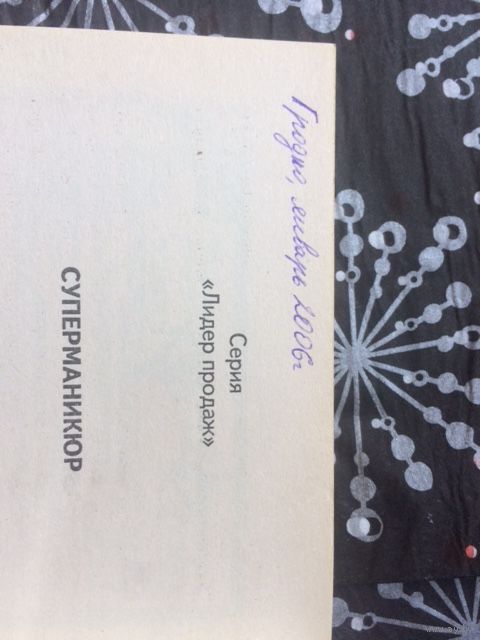 Гродно, январь 2006г
Серия
«Лидер продаж»
СУПЕРМАНИКЮР